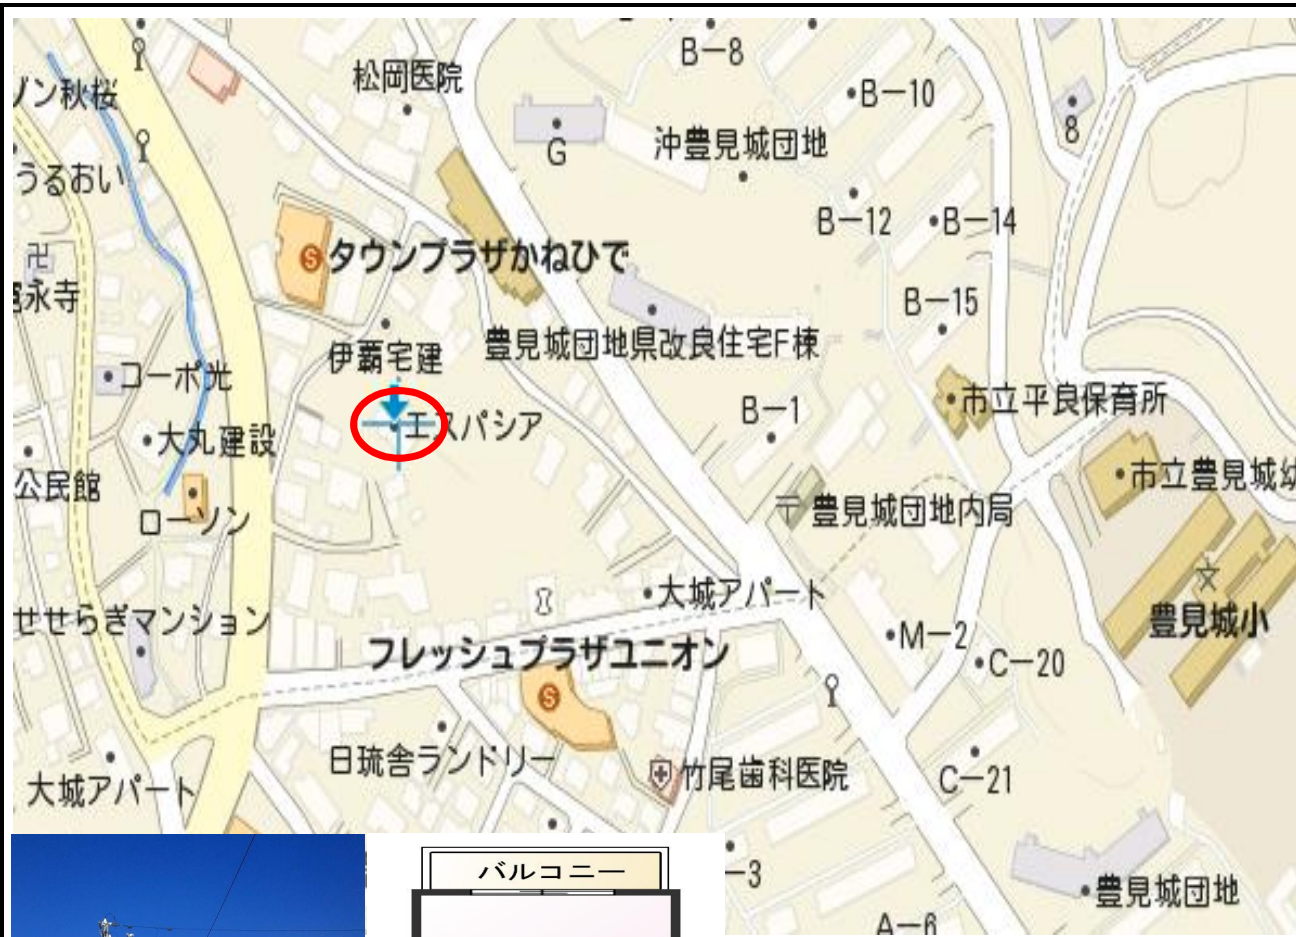 B－8
松岡医院
ゾン秋桜
B－10
G
8
沖豊見城団地
うるおい
B－12
B－14
タウンプラザかねひで
永寺
B－15
伊覇宅建
豊見城団地県改良住宅F棟
コーポ光
市立平良保育所
エスパシア
B－1
大丸建設
公民館
市立豊見城幼
豊見城団地内局
ローソン
大城アパート
せせらぎマンション
豊見城小
フレッシュプラザユニオン
M－2
C－20
日琉舎ランドリー
竹尾歯科医院
C－21
大城アパート
バルコニー
－3
豊見城団地
A－6